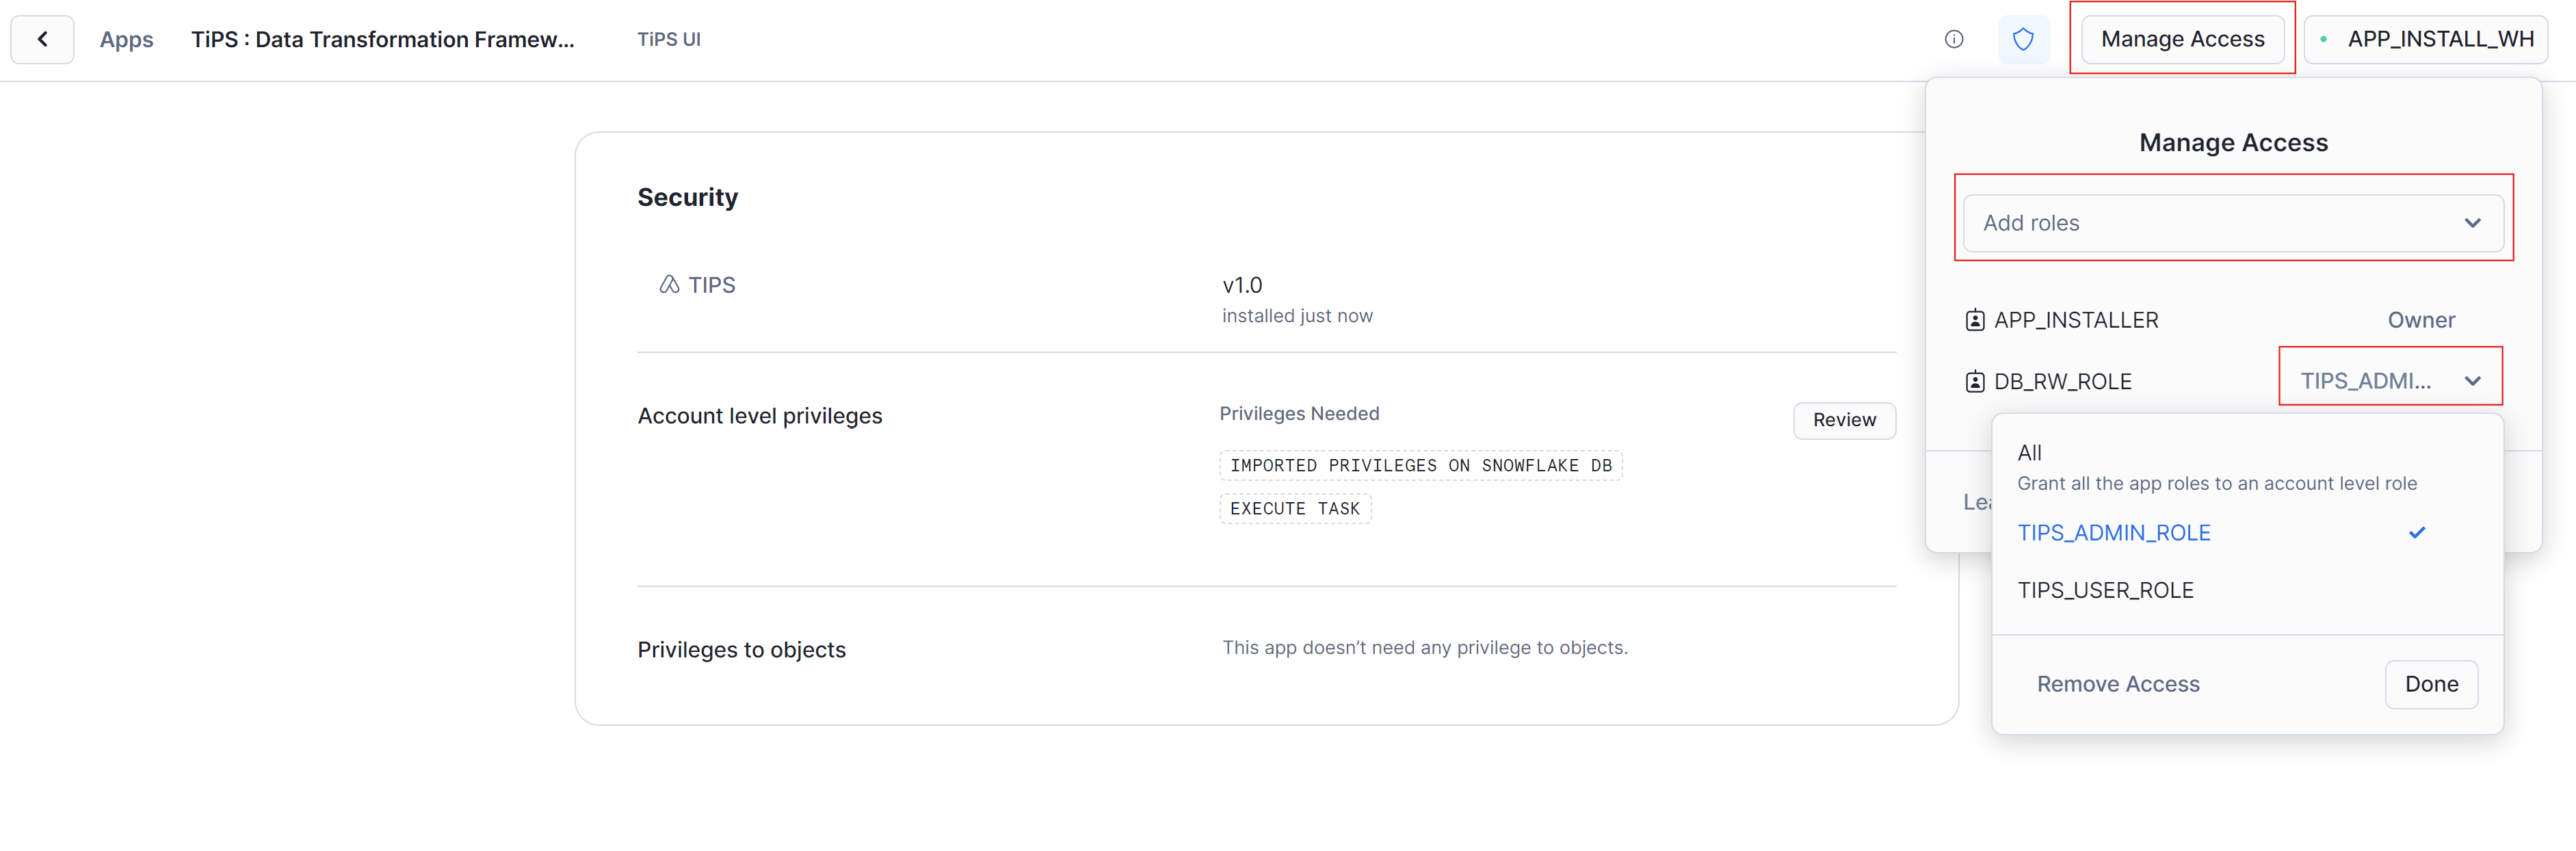 Apps
TiPS : Data Transformation Framew...
TiPS UI
Manage Access
APP_INSTALL_WH
Security
TIPS
v1.0
installed just now
Account level privileges
Privileges Needed
Review
IMPORTED PRIVILEGES ON SNOWFLAKE DB
EXECUTE TASK
Privileges to objects
This app doesn’t need any privilege to objects.
Manage Access
Add roles
APP_INSTALLER
Owner
DB_RW_ROLE
TIPS_ADMI...
All
Grant all the app roles to an account level role
TIPS_ADMIN_ROLE
TIPS_USER_ROLE
Remove Access
Done